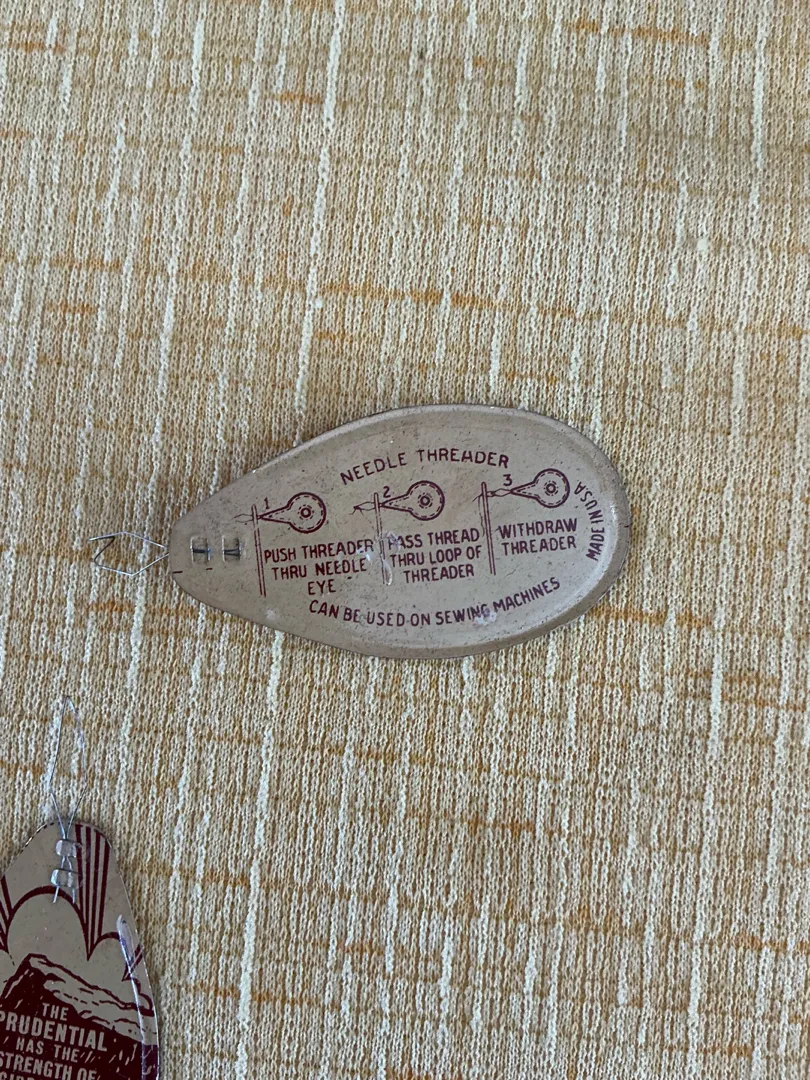 NEEDLE THREADER
1
PUSH THREADER
THRU NEEDLE
EYE
2
PASS THREAD
THRU LOOP OF
THREADER
3
WITHDRAW
THREADER
CAN BE USED ON SEWING MACHINES
MADE IN USA
THE
PRUDENTIAL
HAS THE
STRENGTH OF